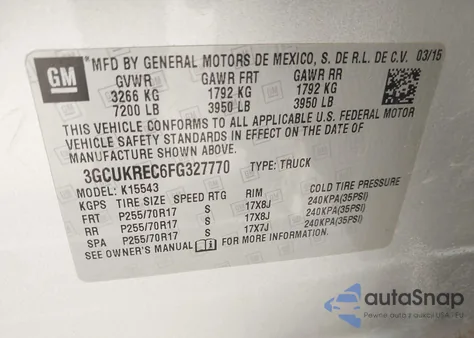 GM
*MFD BY GENERAL MOTORS DE MEXICO, S. DE R.L. DE C.V. 03/15
GVWR GAWR FRT GAWR RR
3266 KG 1792 KG 1792 KG
7200 LB 3950 LB 3950 LB
THIS VEHICLE CONFORMS TO ALL APPLICABLE U.S. FEDERAL MOTOR
VEHICLE SAFETY STANDARDS IN EFFECT ON THE DATE OF
MANUFACTURE SHOWN ABOVE.
3GCUKREC6FG327770 TYPE: TRUCK
MODEL: K15543
KGPS TIRE SIZE SPEED RTG RIM COLD TIRE PRESSURE
FRT P255/70R17 S 17X8J 240KPA(35PSI)
RR P255/70R17 S 17X8J 240KPA(35PSI)
SPA P255/70R17 S 17X7J 240KPA(35PSI)
SEE OWNER'S MANUAL FOR MORE INFORMATION.
autoSnap
Pewne auto z aukcji USA